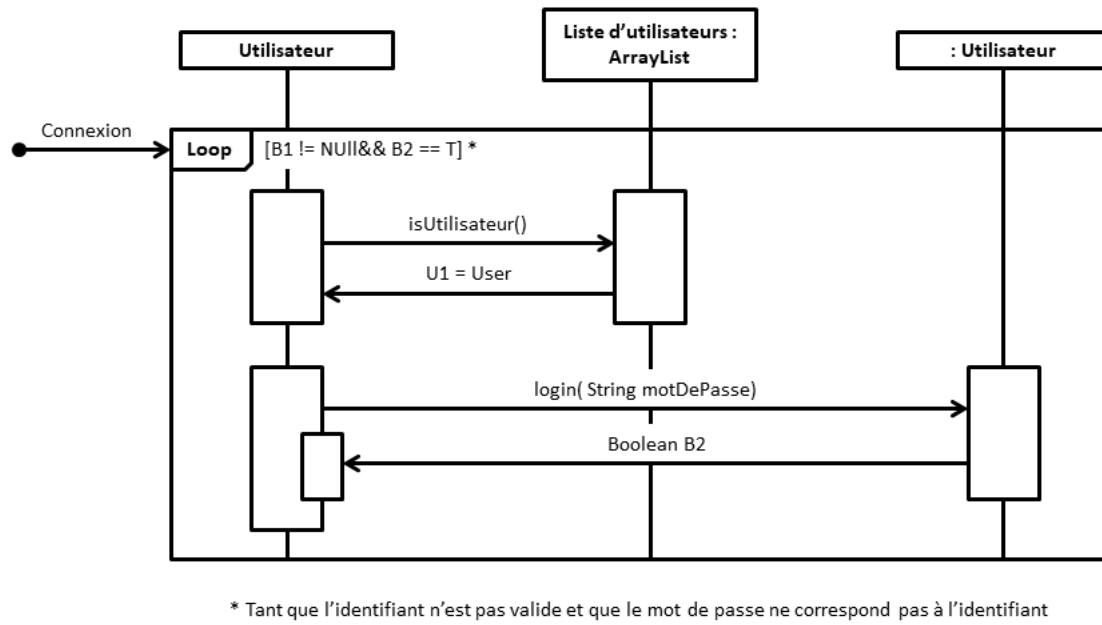 Utilisateur
Liste d'utilisateurs :
ArrayList
: Utilisateur
Connexion
Loop
[B1 != NUll&& B2 == T] *
isUtilisateur()
U1 = User
login( String motDePasse)
Boolean B2
* Tant que l'identifiant n'est pas valide et que le mot de passe ne correspond pas à l'identifiant